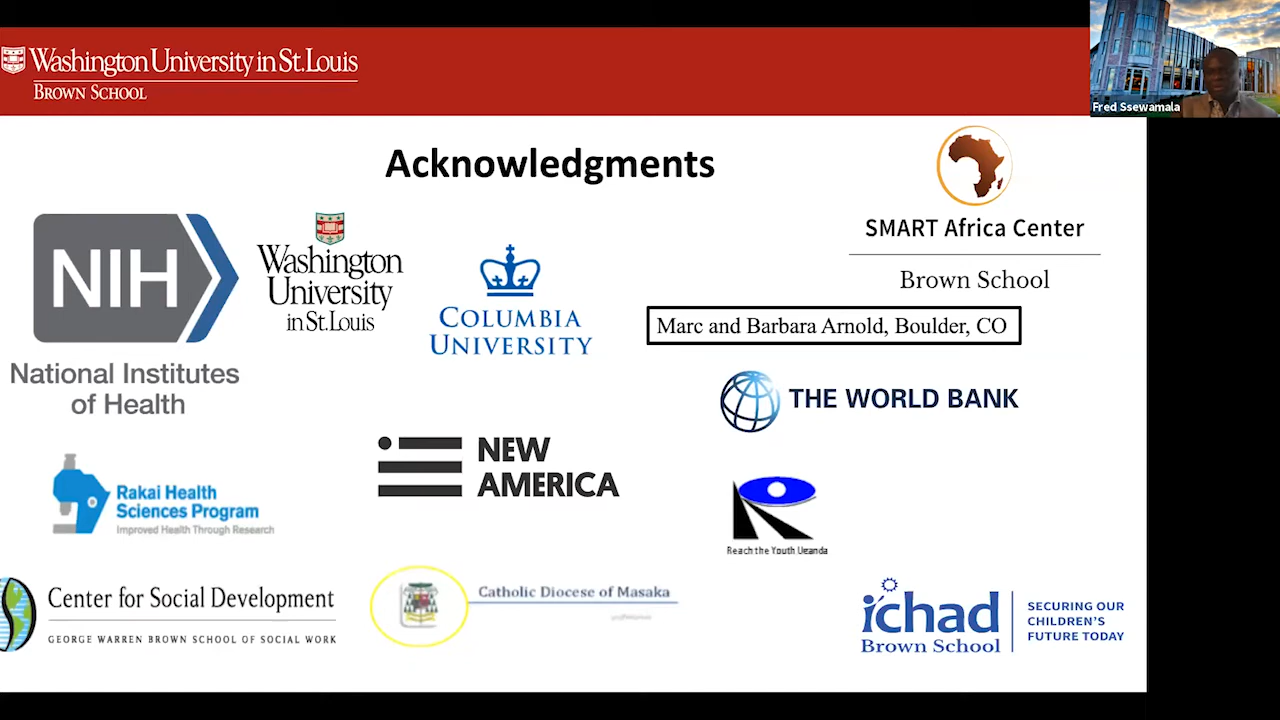 Washington University in St. Louis
BROWN SCHOOL
Fred Ssewamala
Acknowledgments
SMART Africa Center
Brown School
NIH
National Institutes
of Health
Washington
University
in St. Louis
COLUMBIA
UNIVERSITY
Marc and Barbara Arnold, Boulder, CO
THE WORLD BANK
NEW
AMERICA
Rakai Health
Sciences Program
Improved Health Through Research
Reach the Youth Uganda
Center for Social Development
GEORGE WARREN BROWN SCHOOL OF SOCIAL WORK
Catholic Diocese of Masaka
ichad
Brown School
SECURING OUR
CHILDREN'S
FUTURE TODAY